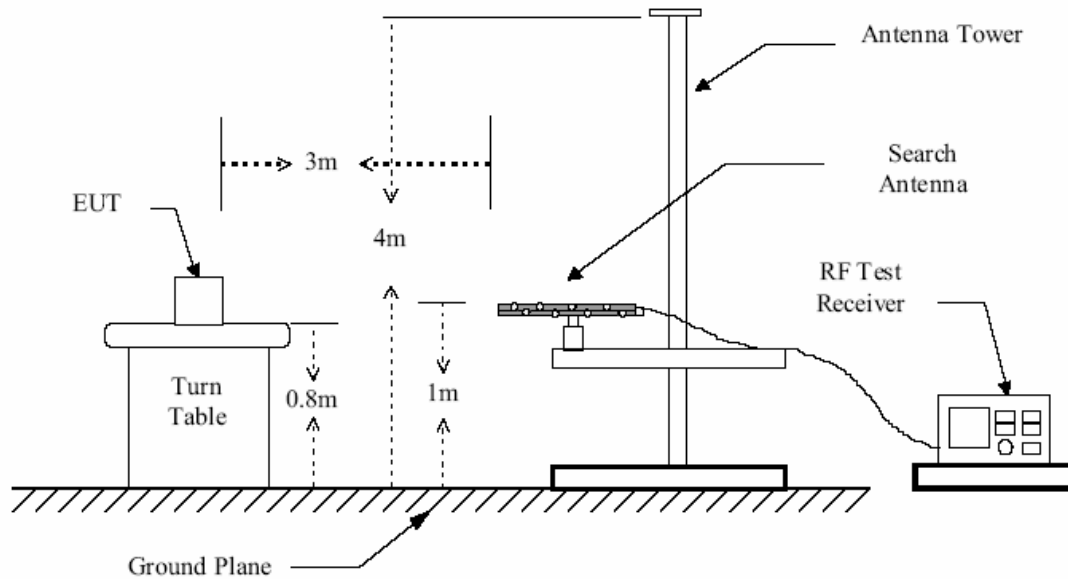 Antenna Tower
3m
Search
Antenna
EUT
4m
RF Test
Receiver
Turn
Table
0.8m
1m
Ground Plane